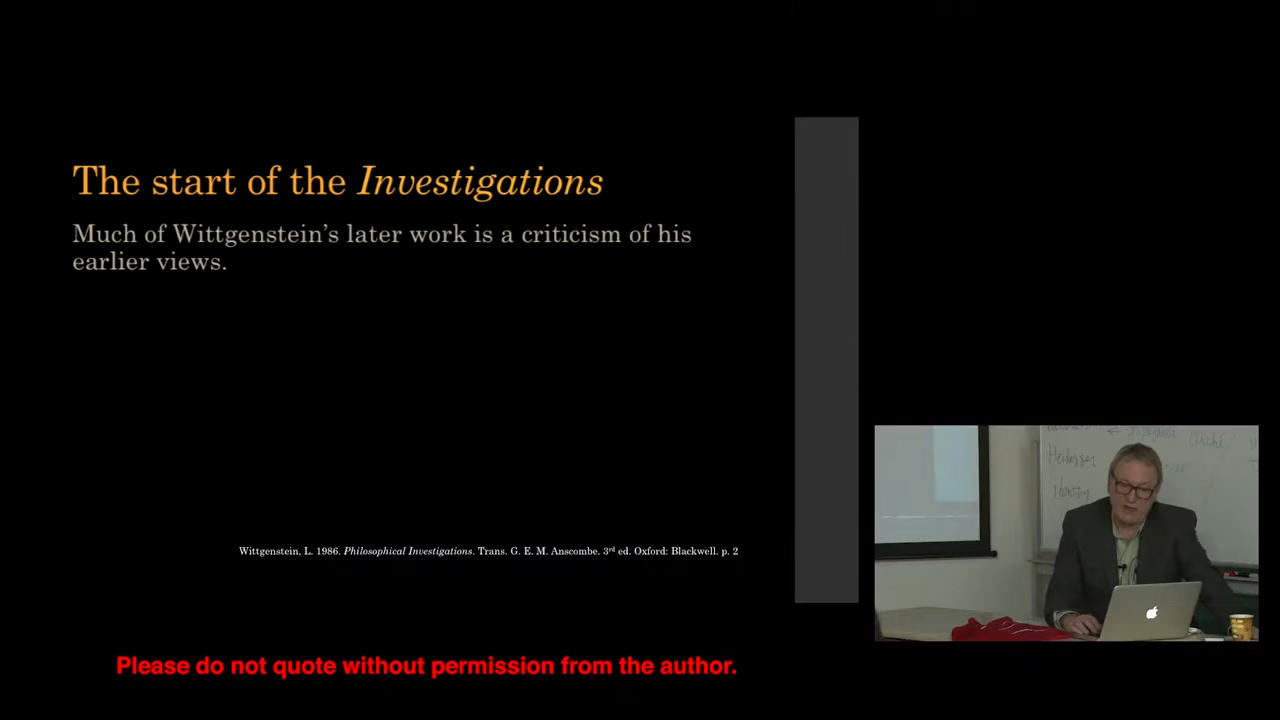 The start of the Investigations
Much of Wittgenstein’s later work is a criticism of his
earlier views.
Heidegger
Identity
Wittgenstein, L. 1986. Philosophical Investigations. Trans. G. E. M. Anscombe. 3rd ed. Oxford: Blackwell. p. 2
Please do not quote without permission from the author.